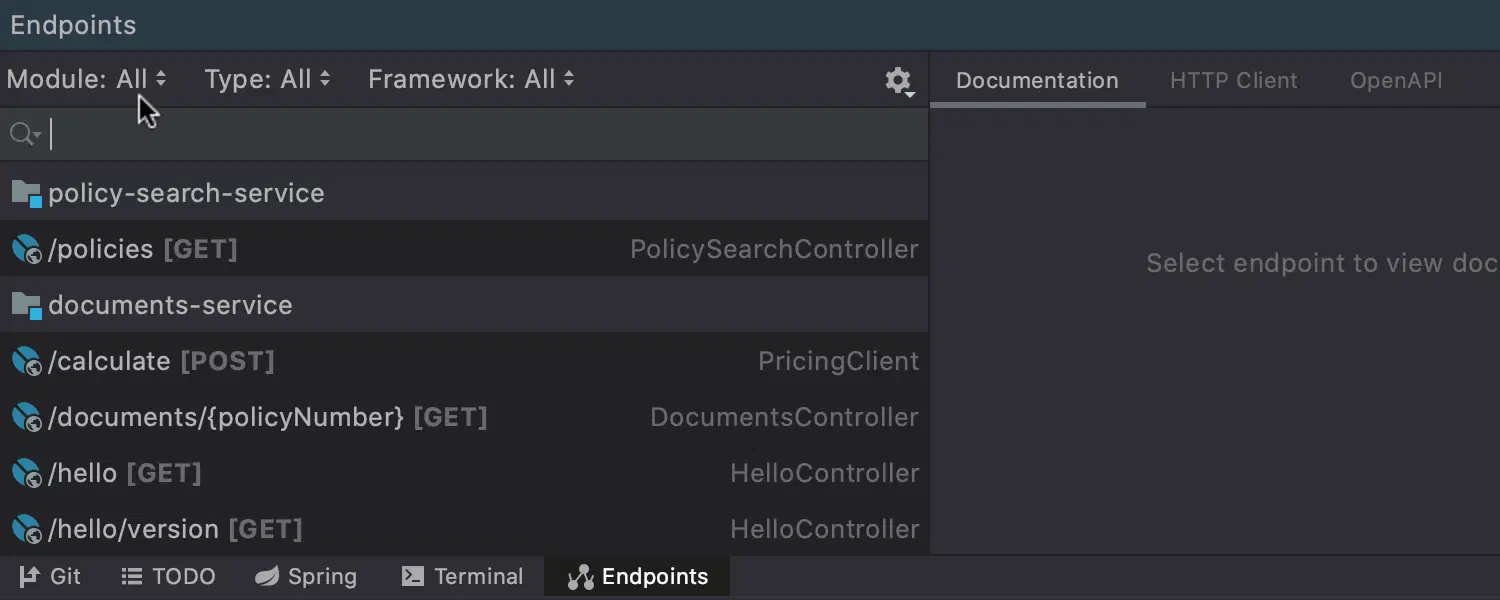 Endpoints
Module: All Type: All Framework: All
Documentation HTTP Client OpenAPI
policy-search-service
/policies [GET] PolicySearchController
Select endpoint to view doc
documents-service
/calculate [POST] PricingClient
/documents/{policyNumber} [GET] DocumentsController
/hello [GET] HelloController
/hello/version [GET] HelloController
Git TODO Spring Terminal Endpoints